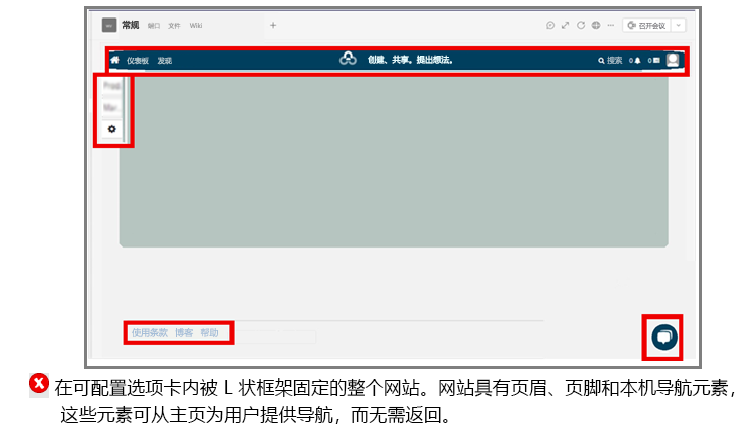 常规 文件 Wiki +
召开会议
仪表板 发现 创建、共享。提出想法。 搜索 0 0
使用条款 博客 帮助
在可配置选项卡内被 L 状框架固定的整个网站。网站具有页眉、页脚和本机导航元素，
这些元素可从主页为用户提供导航，而无需返回。